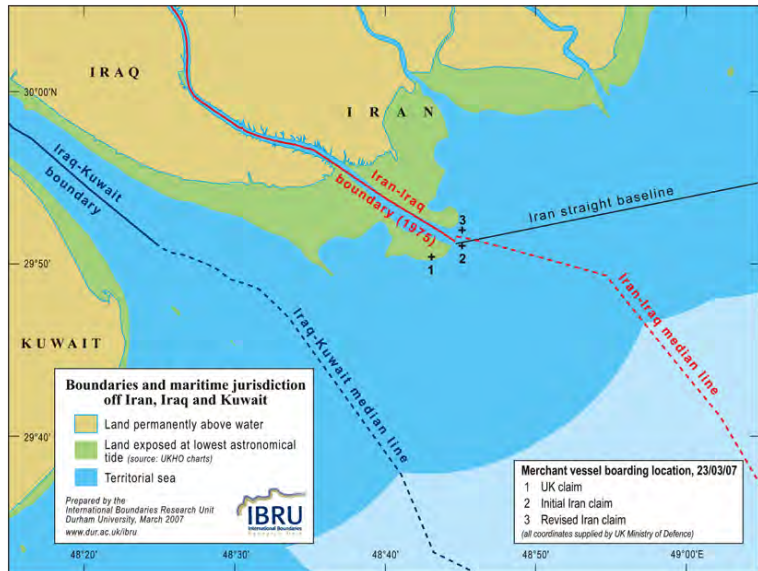 IRAQ
IRAN
30°00'N
Iraq-Kuwait
boundary
Iran-Iraq
boundary (1975)
3
2
1
Iran straight baseline
29°50'
KUWAIT
Iraq-Kuwait median line
Iran-Iraq median line
29°40'
Boundaries and maritime jurisdiction
off Iran, Iraq and Kuwait
Land permanently above water
Land exposed at lowest astronomical
tide (source: UKHO charts)
Territorial sea
Prepared by the
International Boundaries Research Unit
Durham University, March 2007
www.dur.ac.uk/ibru
IBRU
International Boundaries
Merchant vessel boarding location, 23/03/07
1 UK claim
2 Initial Iran claim
3 Revised Iran claim
(all coordinates supplied by UK Ministry of Defence)
48°20'
48°30'
48°40'
48°50'
49°00'